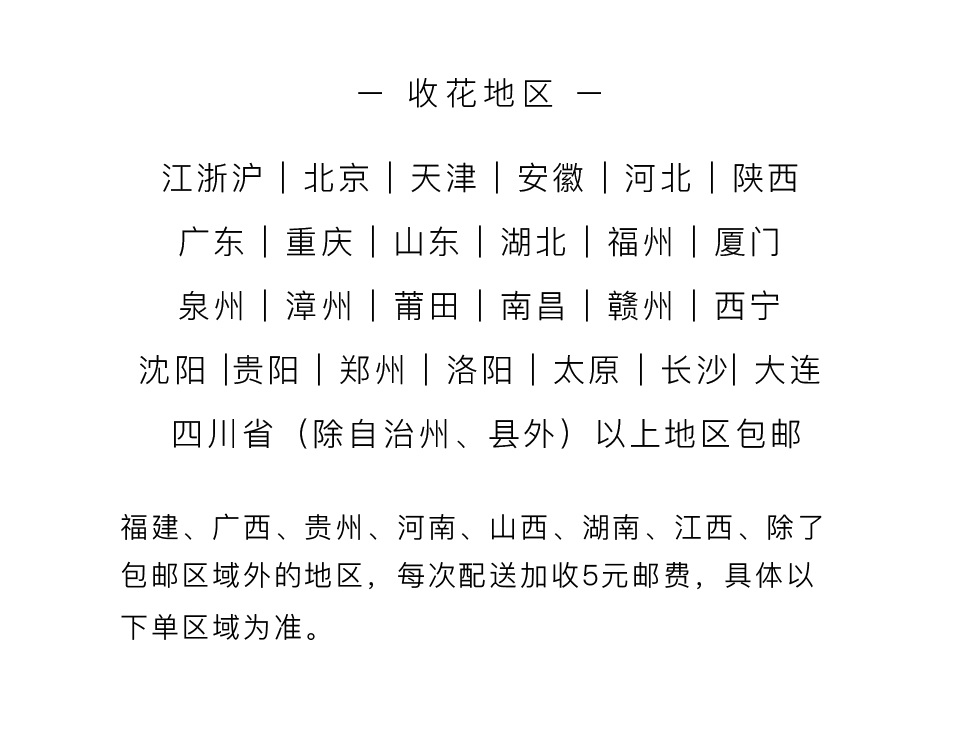 — 收花地区 —
江浙沪 | 北京 | 天津 | 安徽 | 河北 | 陕西
广东 | 重庆 | 山东 | 湖北 | 福州 | 厦门
泉州 | 漳州 | 莆田 | 南昌 | 赣州 | 西宁
沈阳 |贵阳 | 郑州 | 洛阳 | 太原 | 长沙| 大连
四川省（除自治州、县外）以上地区包邮
福建、广西、贵州、河南、山西、湖南、江西、除了
包邮区域外的地区，每次配送加收5元邮费，具体以
下单区域为准。